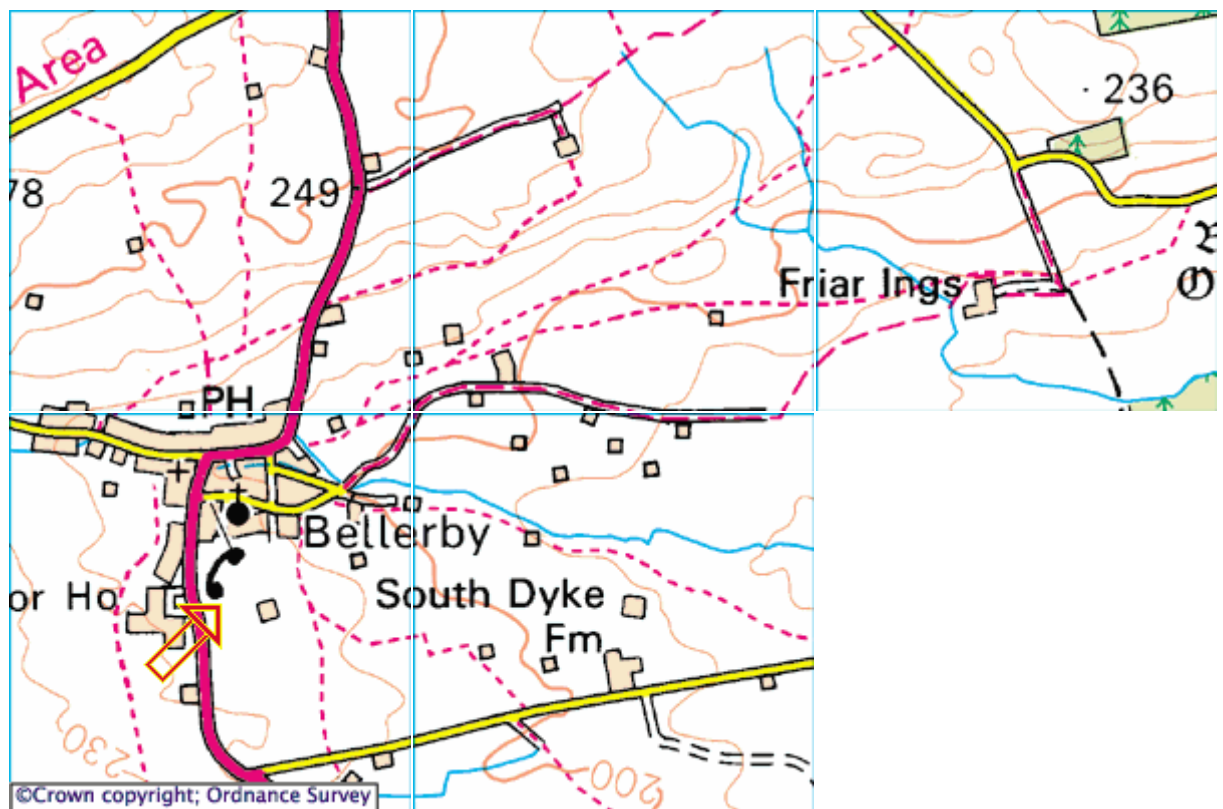 Area
236
78
249
Friar Ings
PH
Bellerby
or Ho
South Dyke
Fm
230
200
©Crown copyright; Ordnance Survey